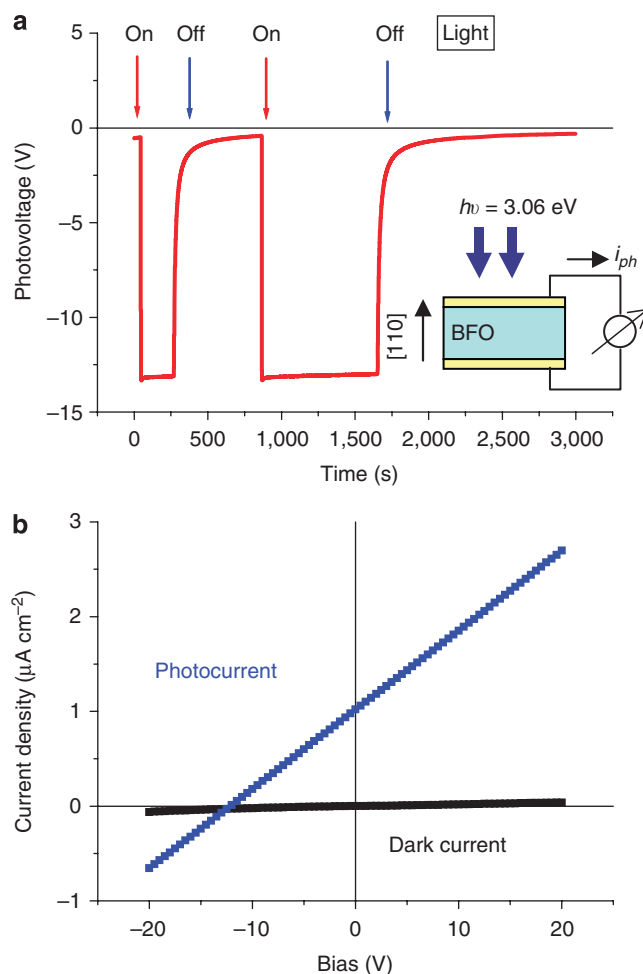 a
On Off On Off Light
5
0
−5
−10
−15
Photovoltage (V)
hυ = 3.06 eV
i_ph
[110]
BFO
0 500 1,000 1,500 2,000 2,500 3,000
Time (s)
b
3
2
1
0
−1
Current density (µA cm⁻²)
Photocurrent
Dark current
−20 −10 0 10 20
Bias (V)